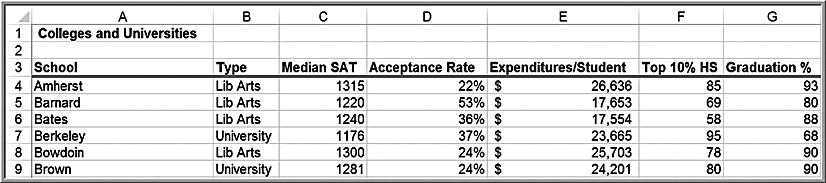 A B C D E F G
1 Colleges and Universities
2
3 School Type Median SAT Acceptance Rate Expenditures/Student Top 10% HS Graduation %
4 Amherst Lib Arts 1315 22% $ 26,636 85 93
5 Barnard Lib Arts 1220 53% $ 17,653 69 80
6 Bates Lib Arts 1240 36% $ 17,554 58 88
7 Berkeley University 1176 37% $ 23,665 95 68
8 Bowdoin Lib Arts 1300 24% $ 25,703 78 90
9 Brown University 1281 24% $ 24,201 80 90